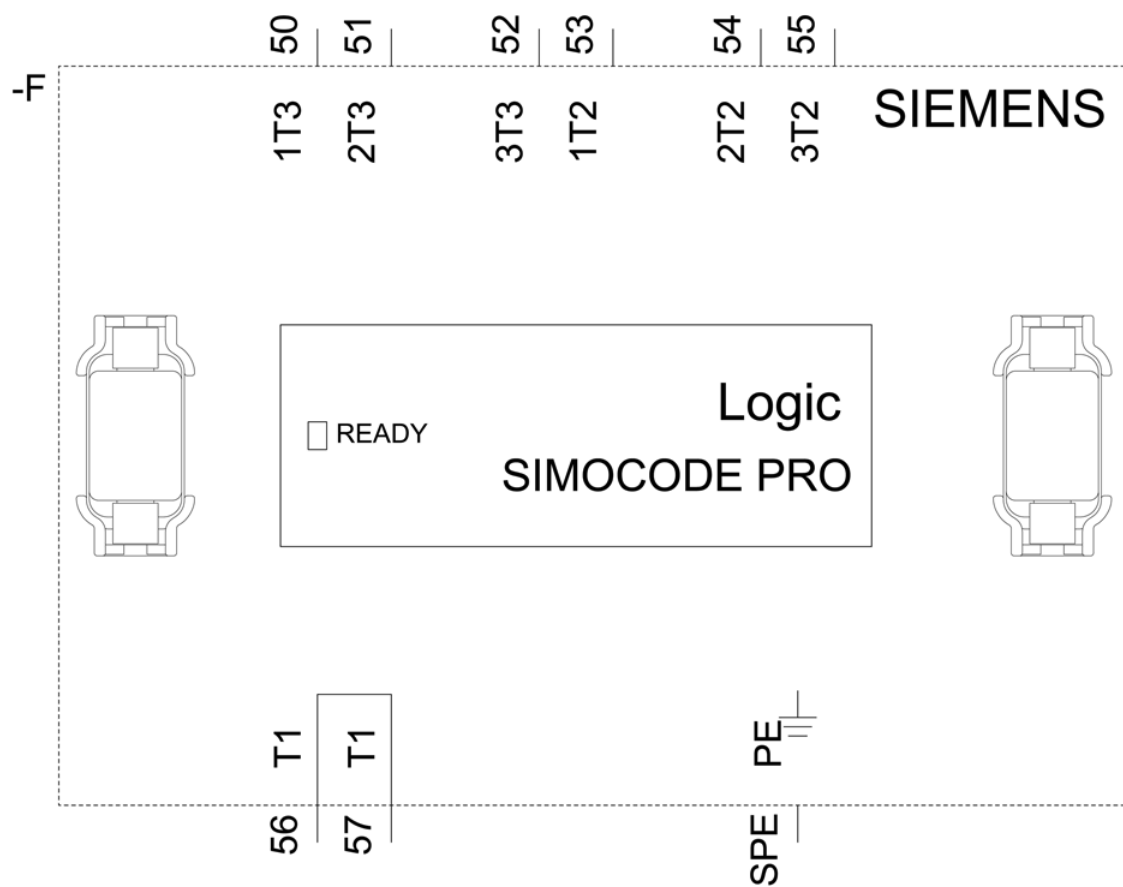 50 51 52 53 54 55
-F
1T3 2T3 3T3 1T2 2T2 3T2
SIEMENS
Logic
READY
SIMOCODE PRO
T1 T1 PE
56 57 SPE